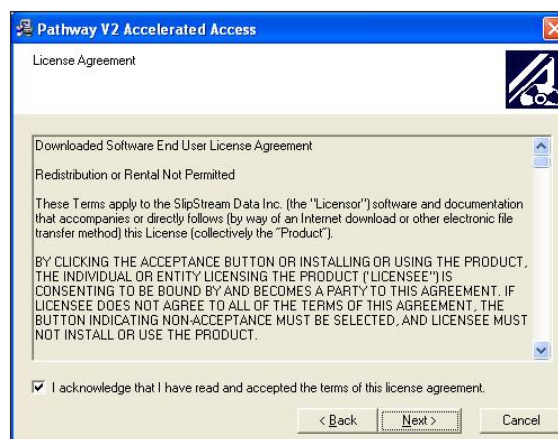 Pathway V2 Accelerated Access
License Agreement
Downloaded Software End User License Agreement
Redistribution or Rental Not Permitted
These Terms apply to the SlipStream Data Inc. (the "Licensor") software and documentation
that accompanies or directly follows (by way of an Internet download or other electronic file
transfer method) this License (collectively the "Product").
BY CLICKING THE ACCEPTANCE BUTTON OR INSTALLING OR USING THE PRODUCT,
THE INDIVIDUAL OR ENTITY LICENSING THE PRODUCT ("LICENSEE") IS
CONSENTING TO BE BOUND BY AND BECOMES A PARTY TO THIS AGREEMENT. IF
LICENSEE DOES NOT AGREE TO ALL OF THE TERMS OF THIS AGREEMENT, THE
BUTTON INDICATING NON-ACCEPTANCE MUST BE SELECTED, AND LICENSEE MUST
NOT INSTALL OR USE THE PRODUCT.
I acknowledge that I have read and accepted the terms of this license agreement.
< Back Next > Cancel